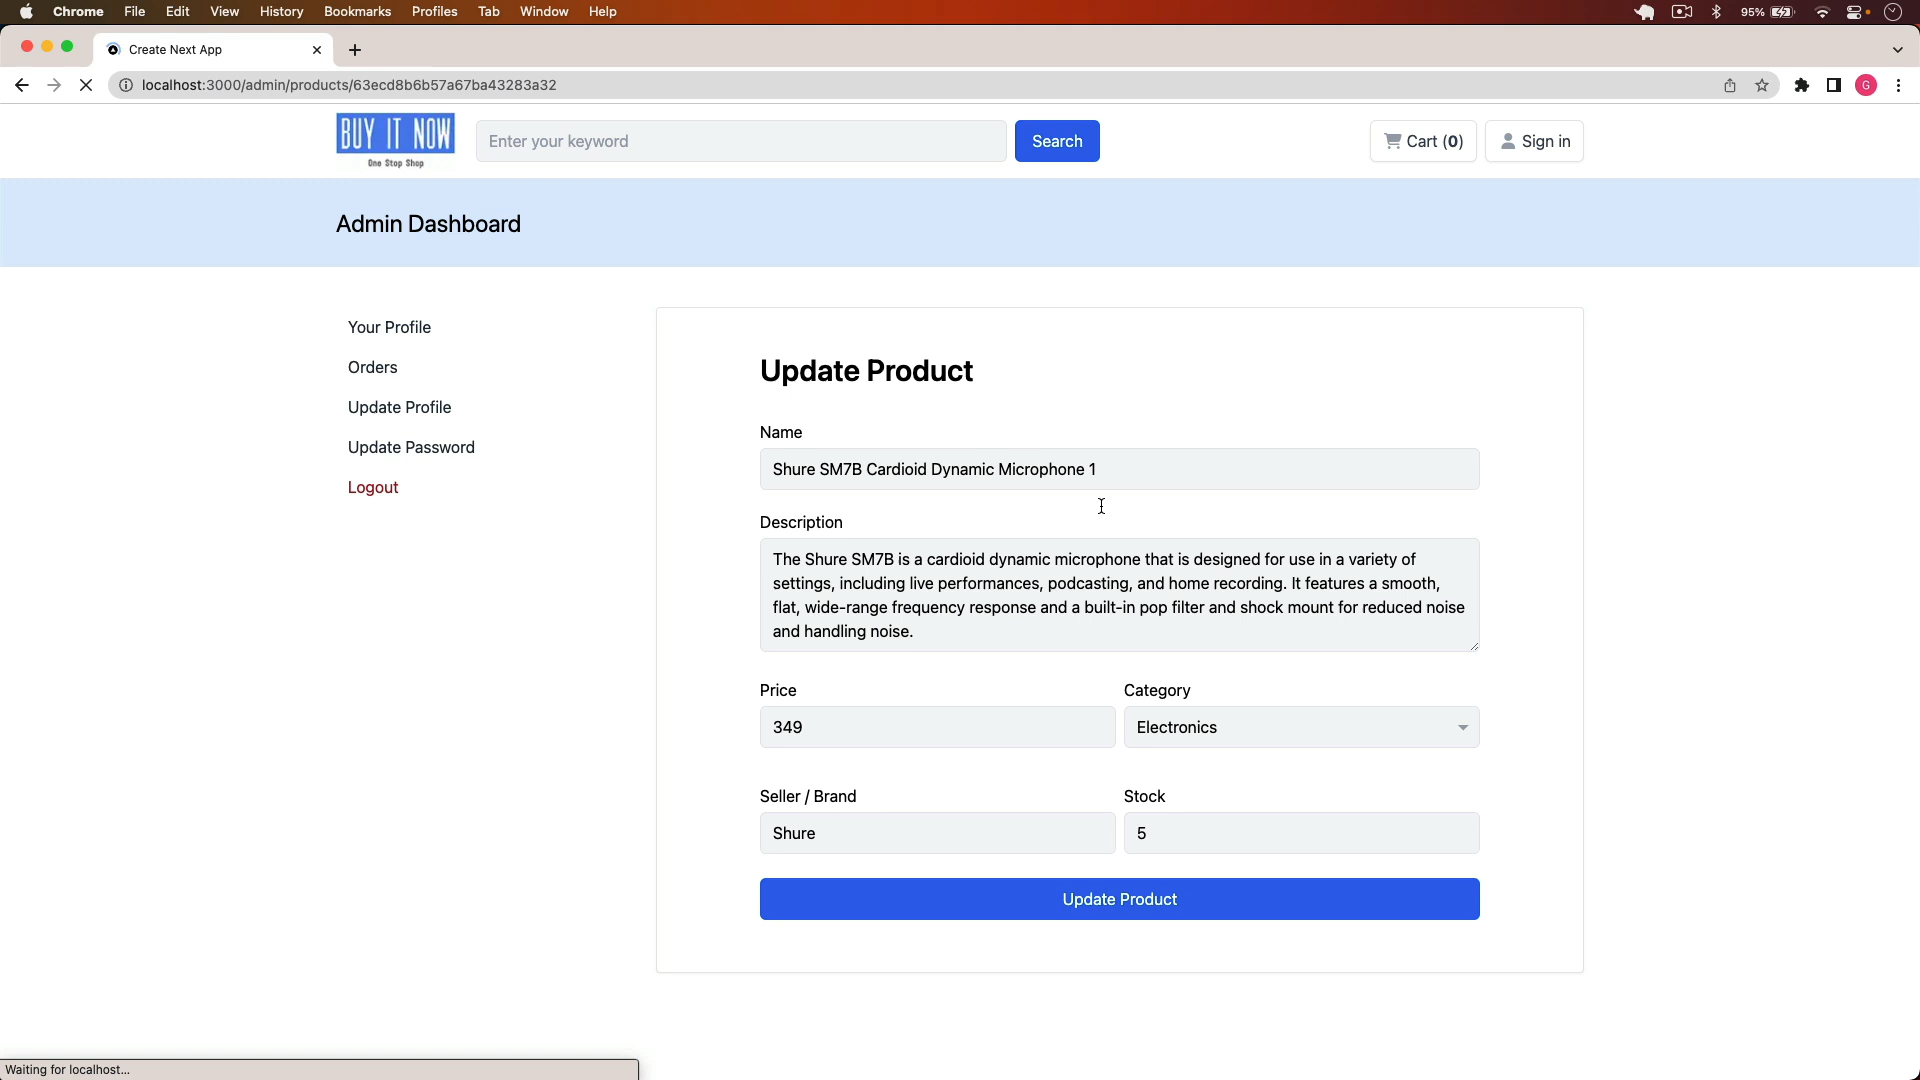 Chrome File Edit View History Bookmarks Profiles Tab Window Help 95%
Create Next App
localhost:3000/admin/products/63ecd8b6b57a67ba43283a32 G
BUY IT NOW
One Stop Shop
Enter your keyword
Search
Cart (0)
Sign in
Admin Dashboard
Your Profile
Orders
Update Profile
Update Password
Logout
Update Product
Name
Shure SM7B Cardioid Dynamic Microphone 1
Description
The Shure SM7B is a cardioid dynamic microphone that is designed for use in a variety of
settings, including live performances, podcasting, and home recording. It features a smooth,
flat, wide-range frequency response and a built-in pop filter and shock mount for reduced noise
and handling noise.
Price Category
349 Electronics
Seller / Brand Stock
Shure 5
Update Product
Waiting for localhost...